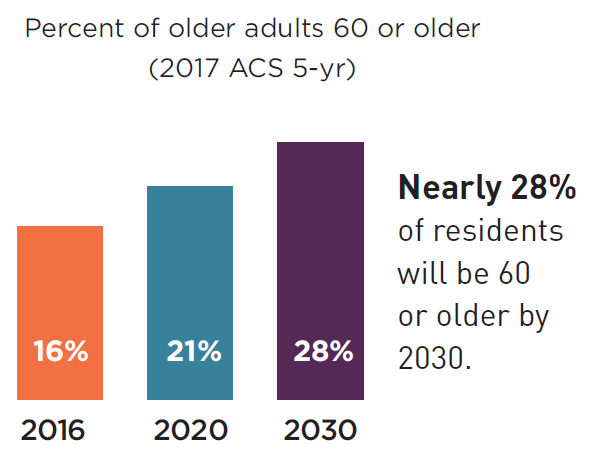 Percent of older adults 60 or older
(2017 ACS 5-yr)
Nearly 28%
of residents
will be 60
or older by
2030.
16% 21% 28%
2016 2020 2030